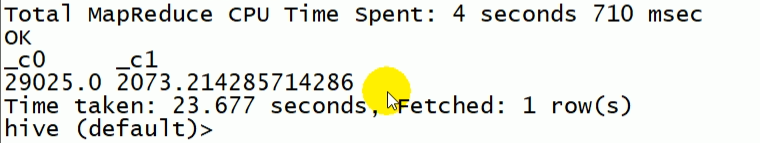 Total MapReduce CPU Time Spent: 4 seconds 710 msec
OK
_c0 _c1
29025.0 2073.214285714286
Time taken: 23.677 seconds, Fetched: 1 row(s)
hive (default)>